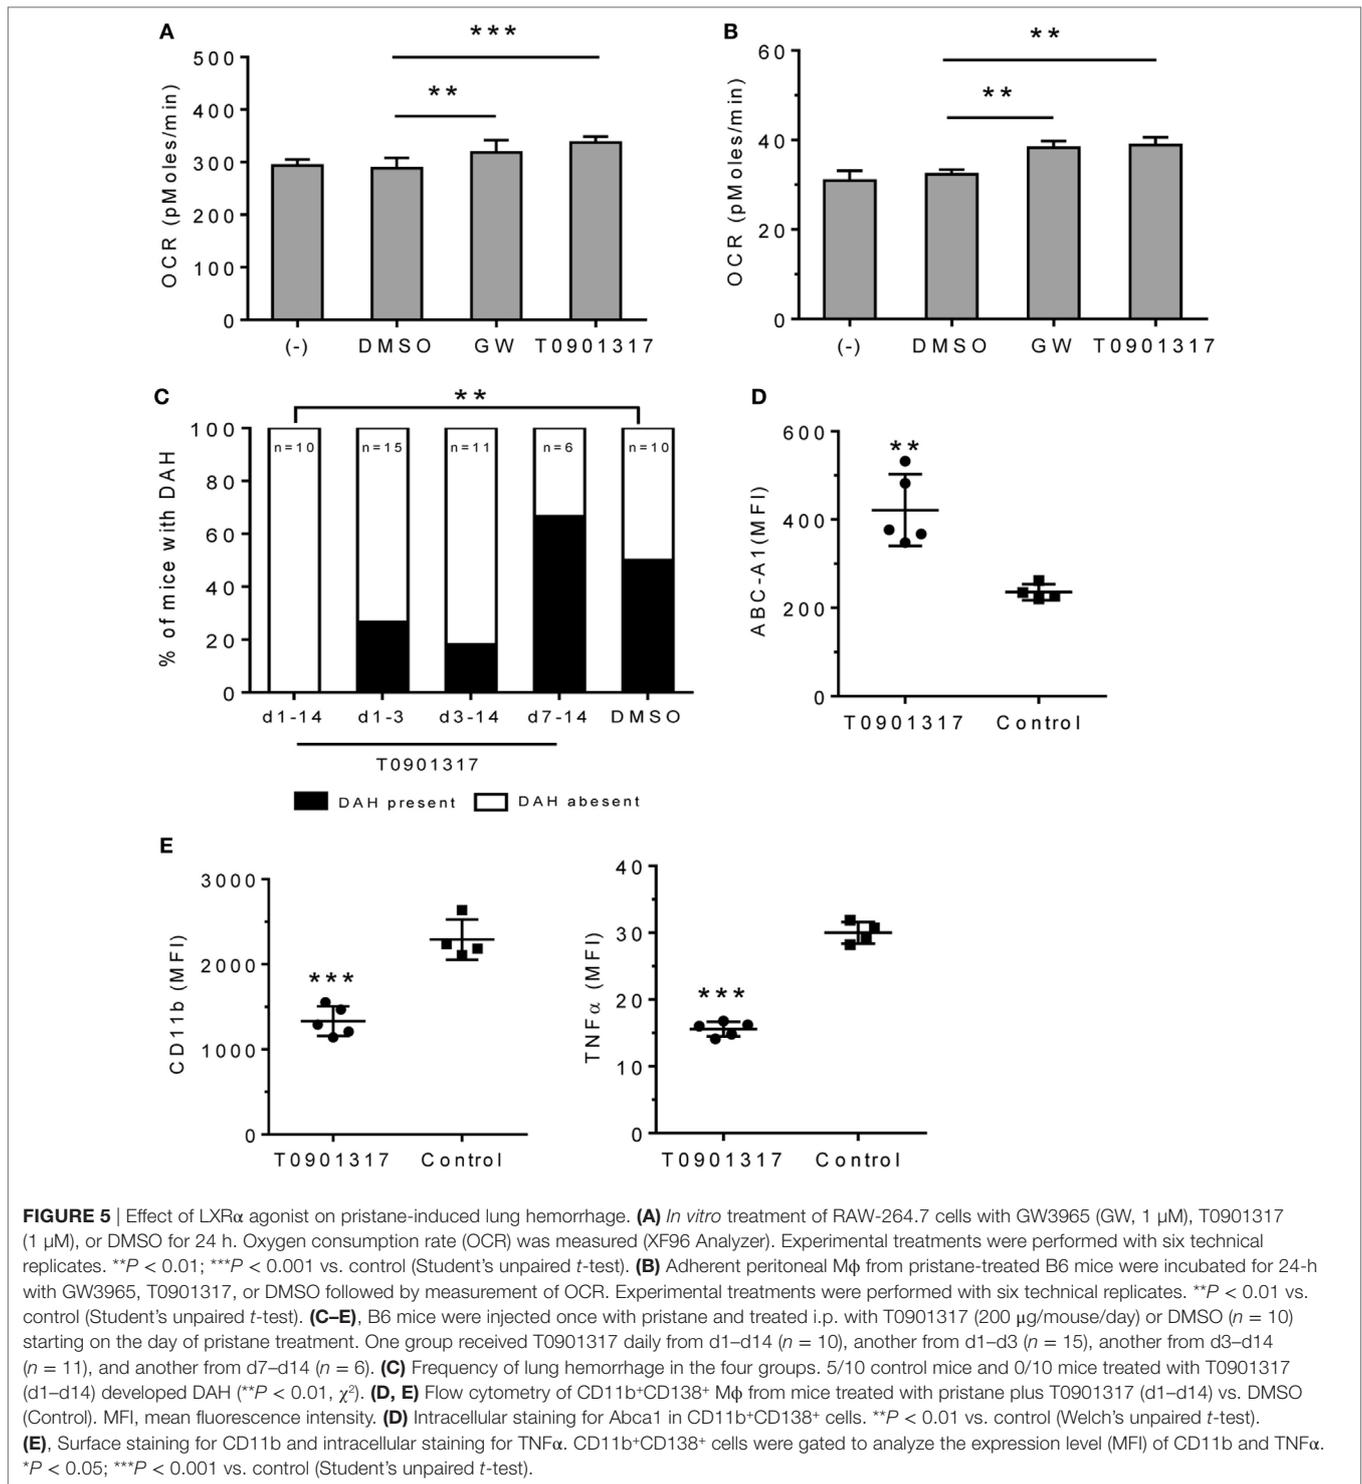 A
***
**
500
400
300
200
100
0
OCR (pMoles/min)
(-) DMSO GW T0901317
B
**
**
60
40
20
0
OCR (pMoles/min)
(-) DMSO GW T0901317
C
**
100
80
60
40
20
0
% of mice with DAH
n=10 n=15 n=11 n=6 n=10
d1-14 d1-3 d3-14 d7-14 DMSO
T0901317
DAH present DAH abesent
D
**
600
400
200
0
ABC-A1(MFI)
T0901317 Control
E
3000
2000
1000
0
CD11b (MFI)
***
T0901317 Control
40
30
20
10
0
TNFα (MFI)
***
T0901317 Control
FIGURE 5 | Effect of LXRα agonist on pristane-induced lung hemorrhage. (A) In vitro treatment of RAW-264.7 cells with GW3965 (GW, 1 μM), T0901317
(1 μM), or DMSO for 24 h. Oxygen consumption rate (OCR) was measured (XF96 Analyzer). Experimental treatments were performed with six technical
replicates. **P < 0.01; ***P < 0.001 vs. control (Student's unpaired t-test). (B) Adherent peritoneal Mϕ from pristane-treated B6 mice were incubated for 24-h
with GW3965, T0901317, or DMSO followed by measurement of OCR. Experimental treatments were performed with six technical replicates. **P < 0.01 vs.
control (Student's unpaired t-test). (C–E), B6 mice were injected once with pristane and treated i.p. with T0901317 (200 μg/mouse/day) or DMSO (n = 10)
starting on the day of pristane treatment. One group received T0901317 daily from d1–d14 (n = 10), another from d1–d3 (n = 15), another from d3–d14
(n = 11), and another from d7–d14 (n = 6). (C) Frequency of lung hemorrhage in the four groups. 5/10 control mice and 0/10 mice treated with T0901317
(d1–d14) developed DAH (**P < 0.01, χ²). (D, E) Flow cytometry of CD11b⁺CD138⁺ Mϕ from mice treated with pristane plus T0901317 (d1–d14) vs. DMSO
(Control). MFI, mean fluorescence intensity. (D) Intracellular staining for Abca1 in CD11b⁺CD138⁺ cells. **P < 0.01 vs. control (Welch's unpaired t-test).
(E), Surface staining for CD11b and intracellular staining for TNFα. CD11b⁺CD138⁺ cells were gated to analyze the expression level (MFI) of CD11b and TNFα.
*P < 0.05; ***P < 0.001 vs. control (Student's unpaired t-test).